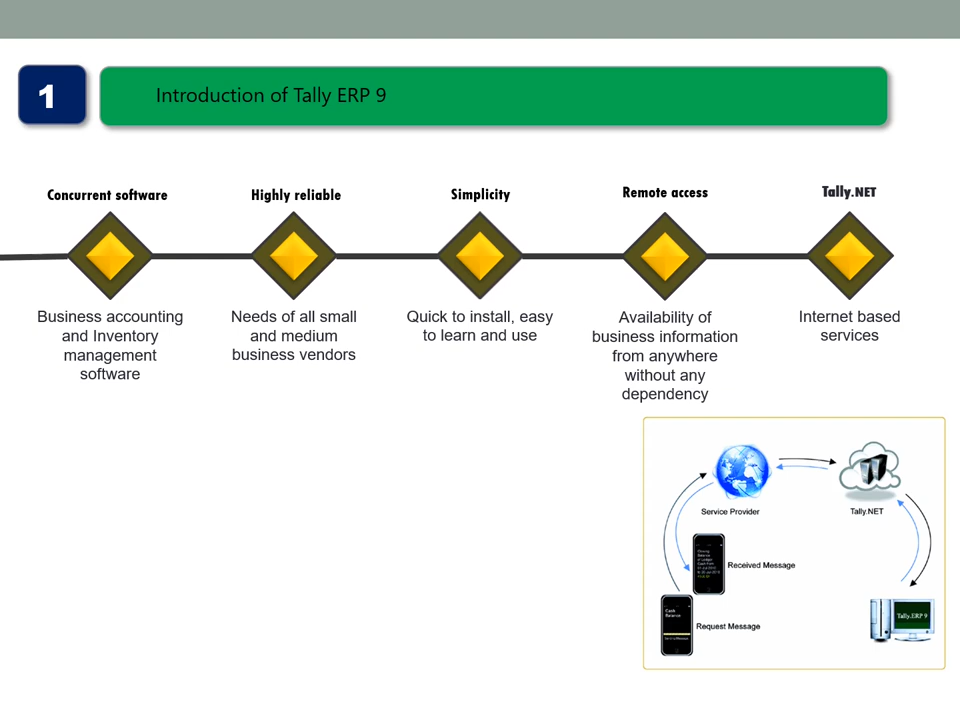 1
Introduction of Tally ERP 9
Concurrent software
Highly reliable
Simplicity
Remote access
Tally.NET
Business accounting
and Inventory
management
software
Needs of all small
and medium
business vendors
Quick to install, easy
to learn and use
Availability of
business information
from anywhere
without any
dependency
Internet based
services
Service Provider
Tally.NET
Received Message
Cash
Balance
Request Message
Tally.ERP 9